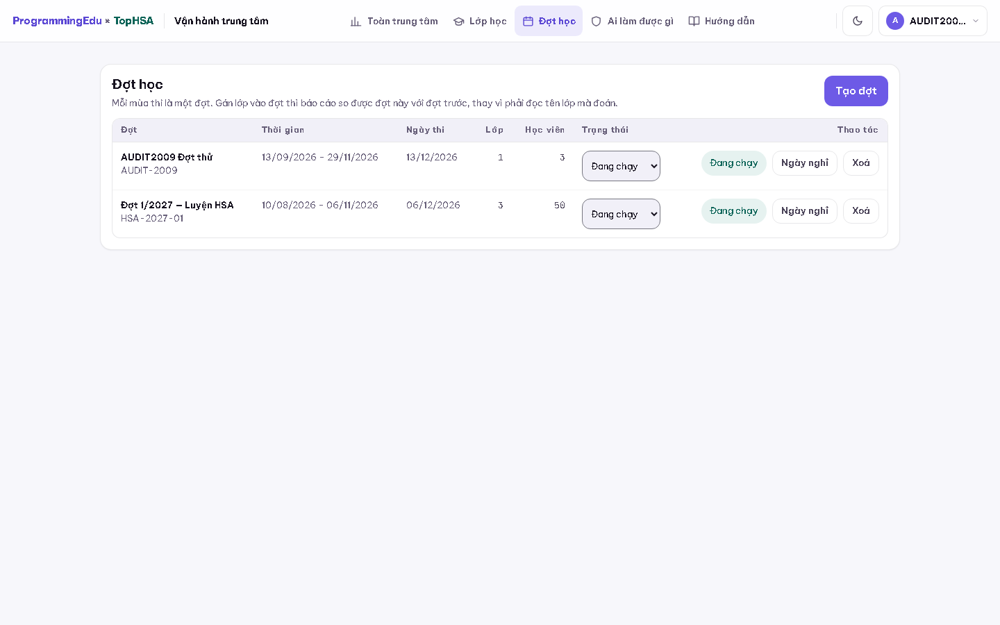 ProgrammingEdu × TopHSA Vận hành trung tâm Toàn trung tâm Lớp học Đợt học Ai làm được gì Hướng dẫn A AUDIT200...
Đợt học
Mỗi mùa thi là một đợt. Gán lớp vào đợt thì báo cáo so được đợt này với đợt trước, thay vì phải đọc tên lớp mà đoán.
Tạo đợt
Đợt Thời gian Ngày thi Lớp Học viên Trạng thái Thao tác
AUDIT2009 Đợt thử 13/09/2026 - 29/11/2026 13/12/2026 1 3 Đang chạy Đang chạy Ngày nghỉ Xoá
AUDIT-2009
Đợt 1/2027 – Luyện HSA 10/08/2026 - 06/11/2026 06/12/2026 3 50 Đang chạy Đang chạy Ngày nghỉ Xoá
HSA-2027-01